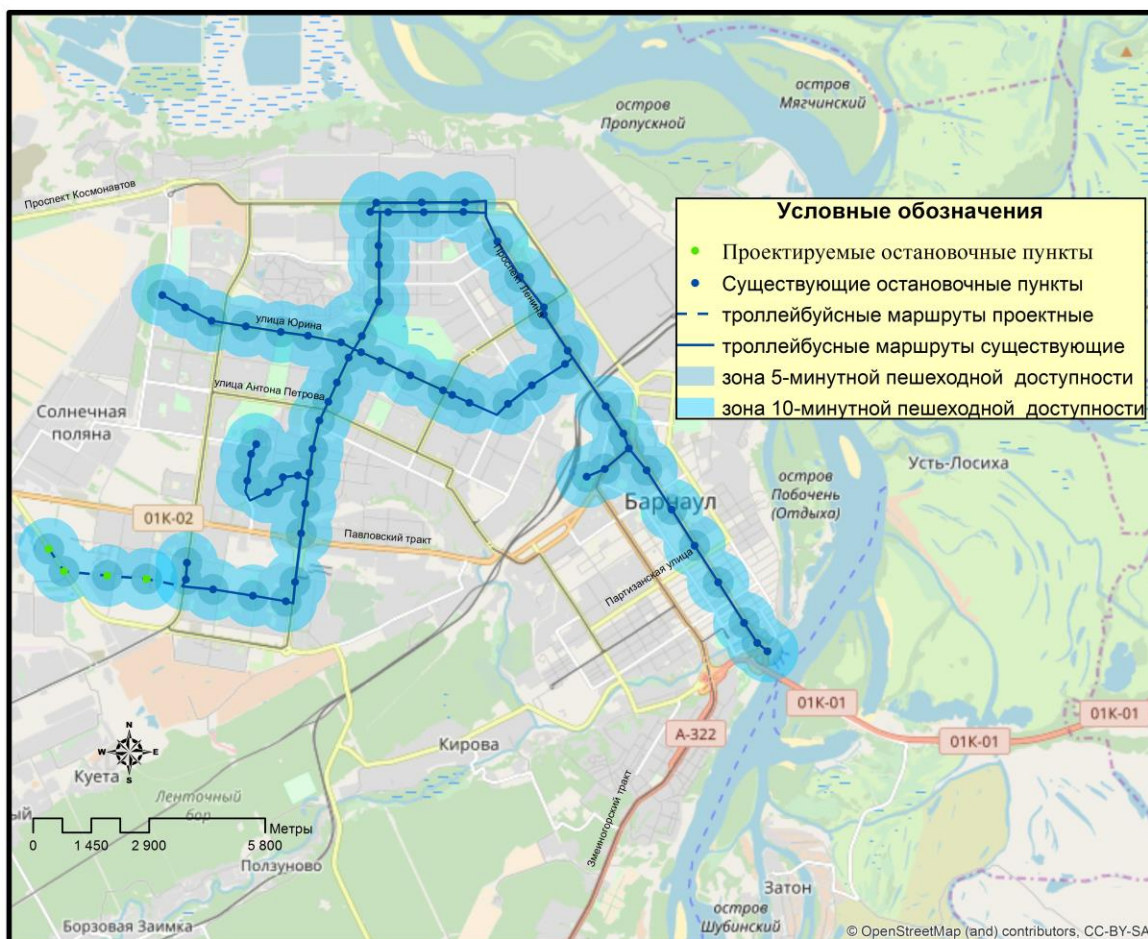 остров
Пропускной
остров
Мягчинский
Проспект Космонавтов
Условные обозначения
Проектируемые остановочные пункты
Существующие остановочные пункты
троллейбуйсные маршруты проектные
троллейбусные маршруты существующие
зона 5-минутной пешеходной доступности
зона 10-минутной пешеходной доступности
Проспект Ленина
улица Юрина
улица Антона Петрова
Солнечная
поляна
Усть-Лосиха
остров
Побочень
(Отдыха)
Барнаул
01К-02
Павловский тракт
Партизанская улица
01К-01
01К-01
01К-01
А-322
N
W E
S
Кирова
Куета
Ленточный
бор
ый
Змеиногорский тракт
Метры
0 1 450 2 900 5 800
Ползуново
Затон
остров
Шубинский
Борзовая Заимка
© OpenStreetMap (and) contributors, CC-BY-SA